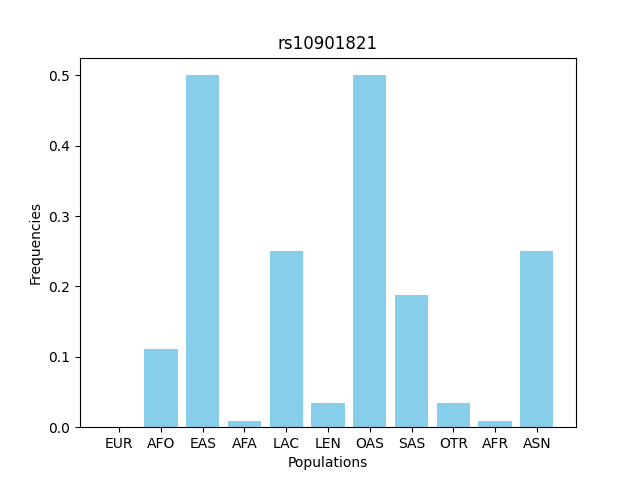 rs10901821
Frequencies
0.5
0.4
0.3
0.2
0.1
0.0
EUR AFO EAS AFA LAC LEN OAS SAS OTR AFR ASN
Populations